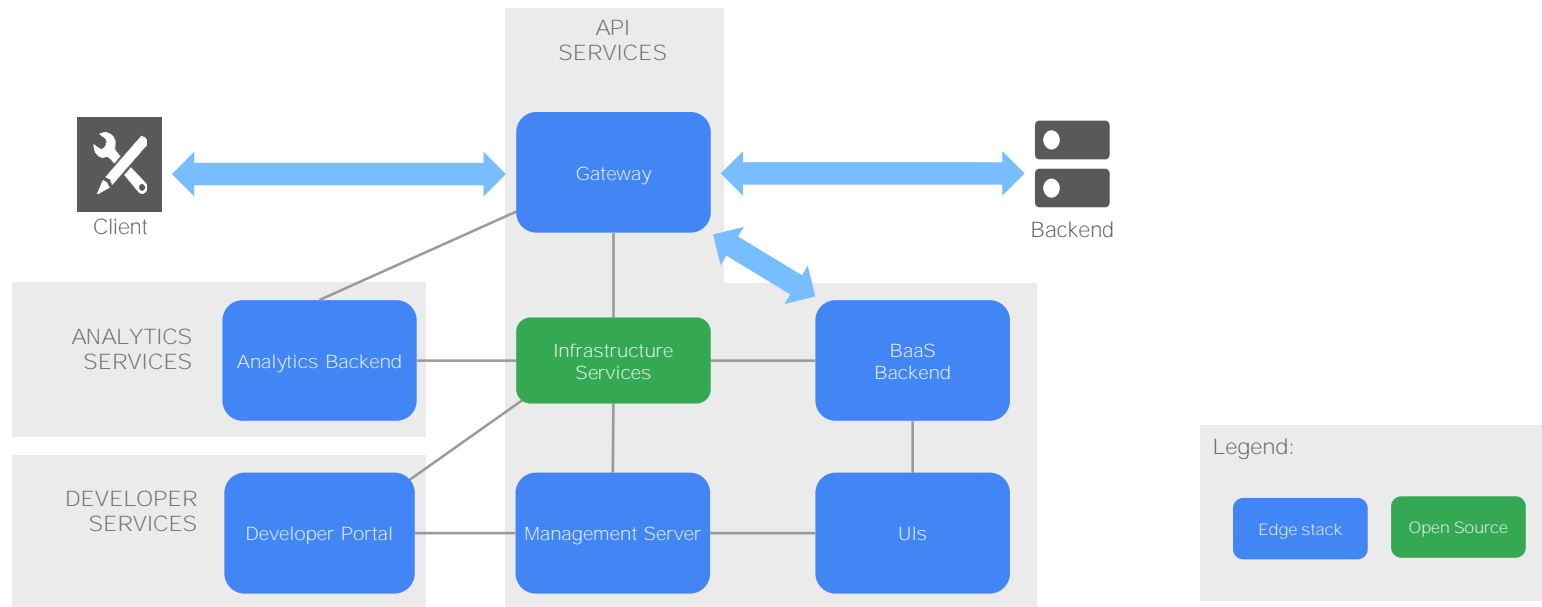 API
SERVICES
Gateway
Client
Backend
ANALYTICS
SERVICES
Analytics Backend
Infrastructure
Services
BaaS
Backend
DEVELOPER
SERVICES
Developer Portal
Management Server
UIs
Legend:
Edge stack
Open Source